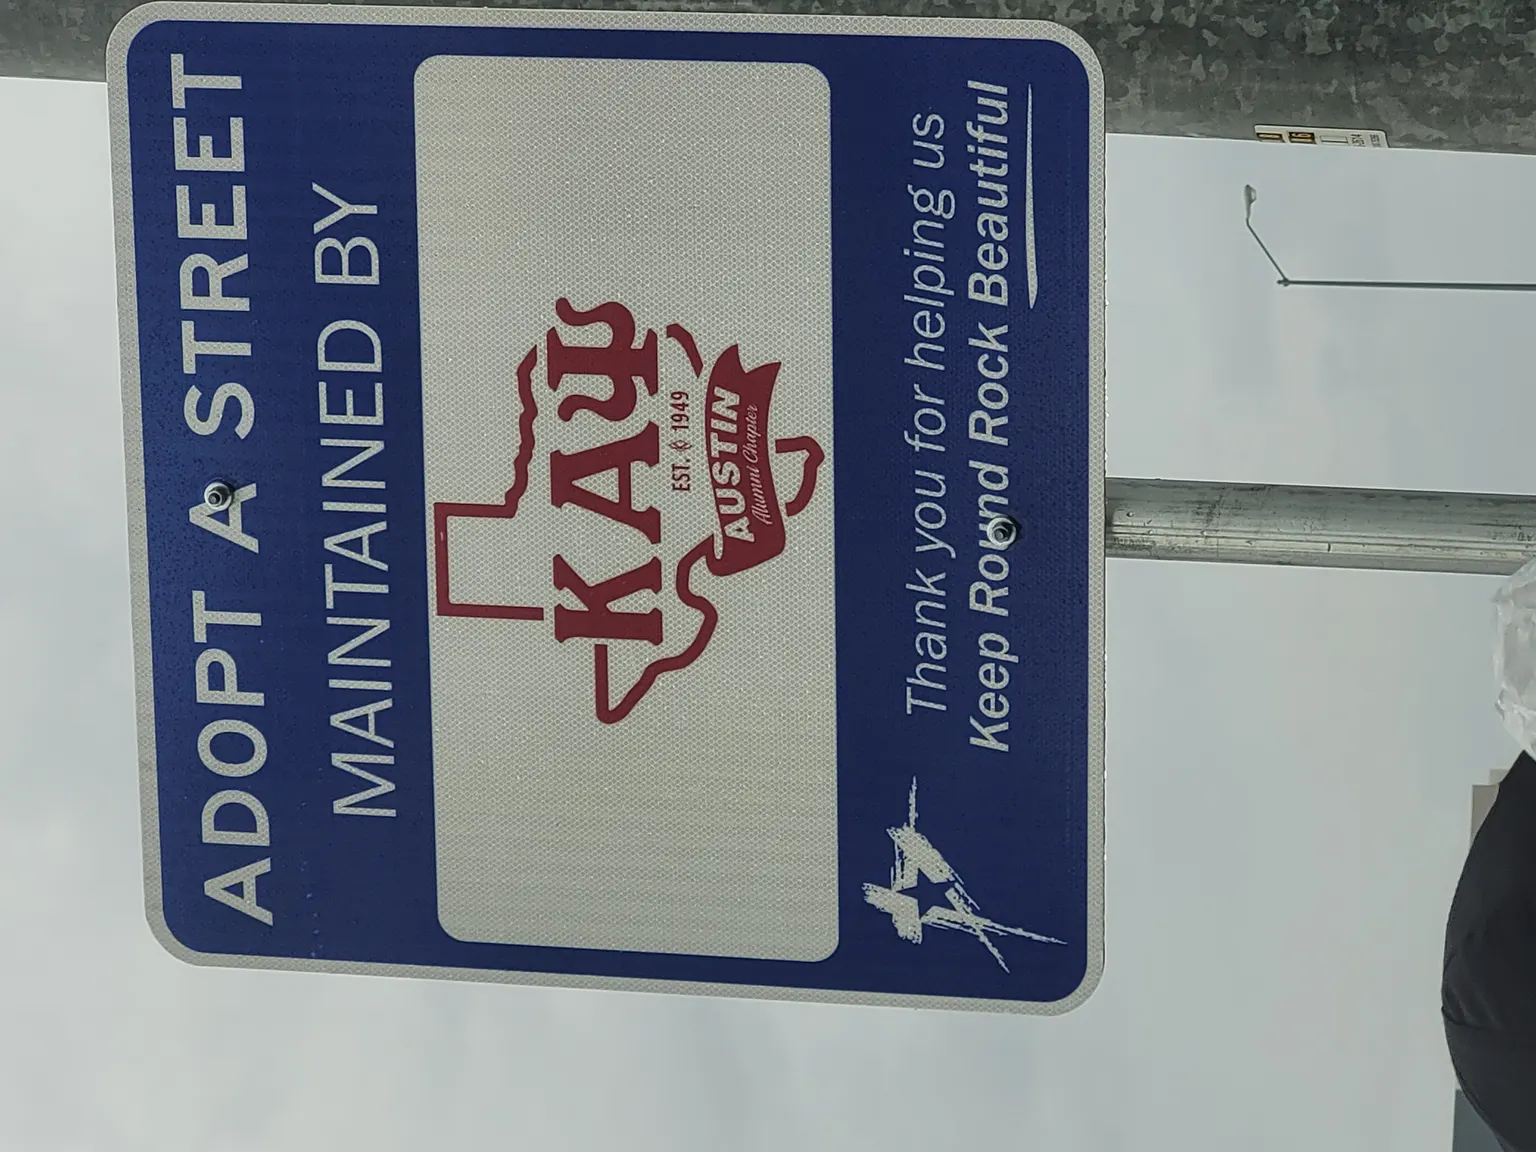 ADOPT A STREET
MAINTAINED BY
ΚΑΨ
EST. 1949
AUSTIN
Alumni Chapter
Thank you for helping us
Keep Round Rock Beautiful